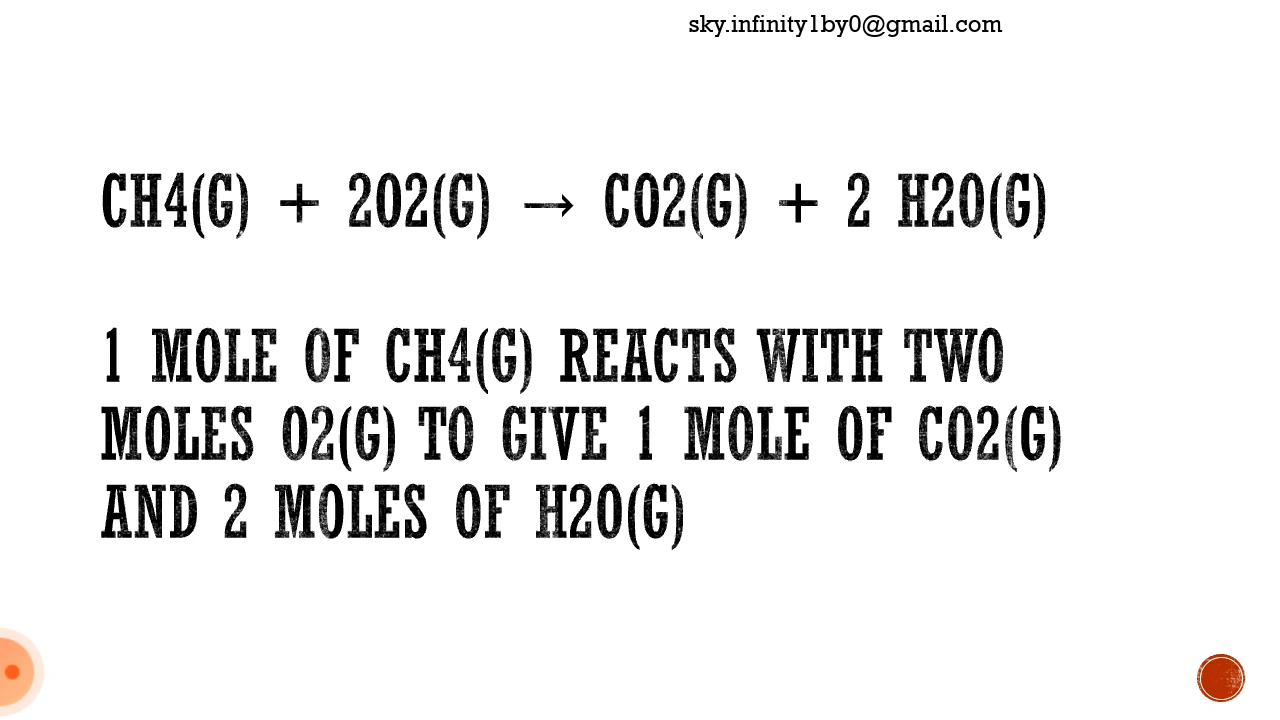 sky.infinity1by0@gmail.com
CH4(G) + 2O2(G) → CO2(G) + 2 H2O(G)
1 MOLE OF CH4(G) REACTS WITH TWO
MOLES O2(G) TO GIVE 1 MOLE OF CO2(G)
AND 2 MOLES OF H2O(G)